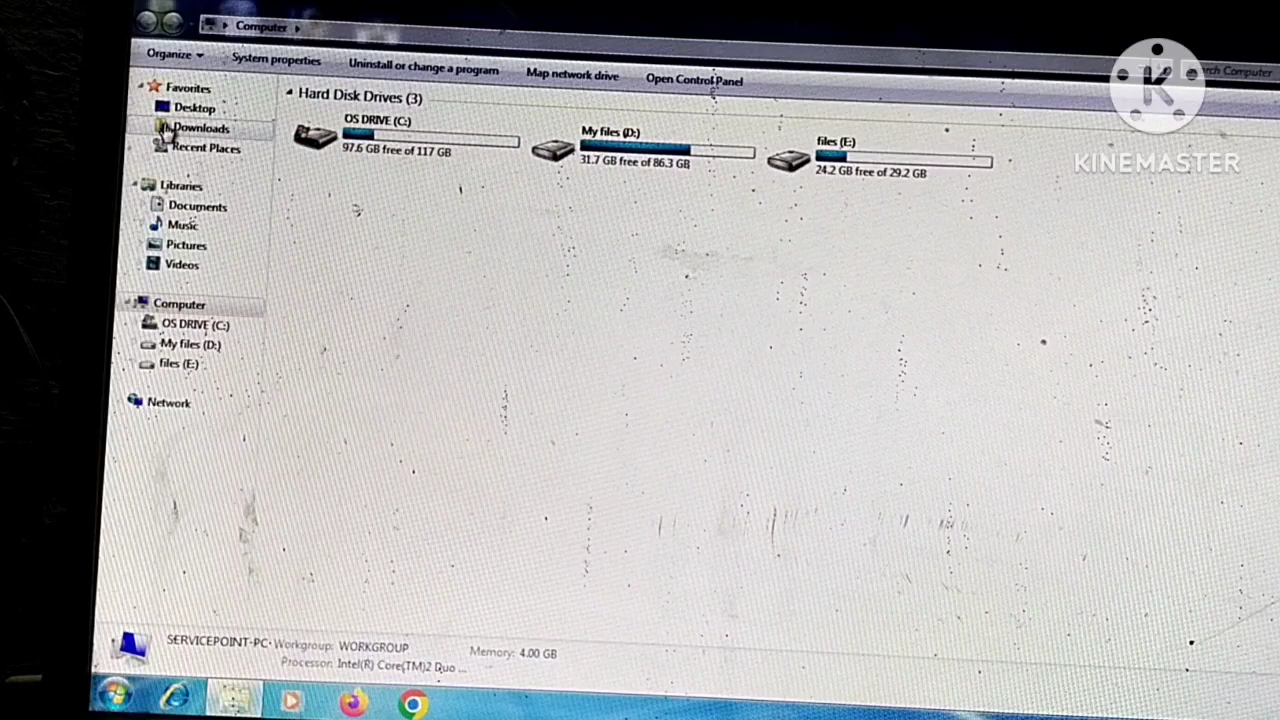 Computer
Organize
System properties
Uninstall or change a program
Map network drive
Open Control Panel
Search Computer
Favorites
Desktop
Downloads
Recent Places
Libraries
Documents
Music
Pictures
Videos
Computer
OS DRIVE (C:)
My files (D:)
files (E:)
Network
Hard Disk Drives (3)
OS DRIVE (C:)
97.6 GB free of 117 GB
My files (D:)
31.7 GB free of 86.3 GB
files (E:)
24.2 GB free of 29.2 GB
K
KINEMASTER
SERVICEPOINT-PC Workgroup: WORKGROUP
Memory: 4.00 GB
Processor: Intel(R) Core(TM)2 Duo ...